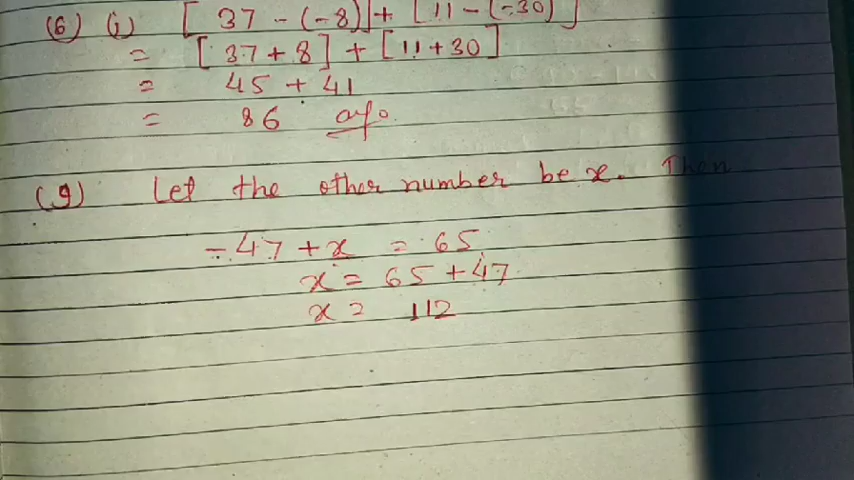 (6) (i) [ 37 - (-8)] + [ 11 - (-30) ]
= [ 37 + 8 ] + [ 11 + 30 ]
= 45 + 41
= 86
(9) Let the other number be x. Then
- 47 + x = 65
x = 65 + 47
x = 112